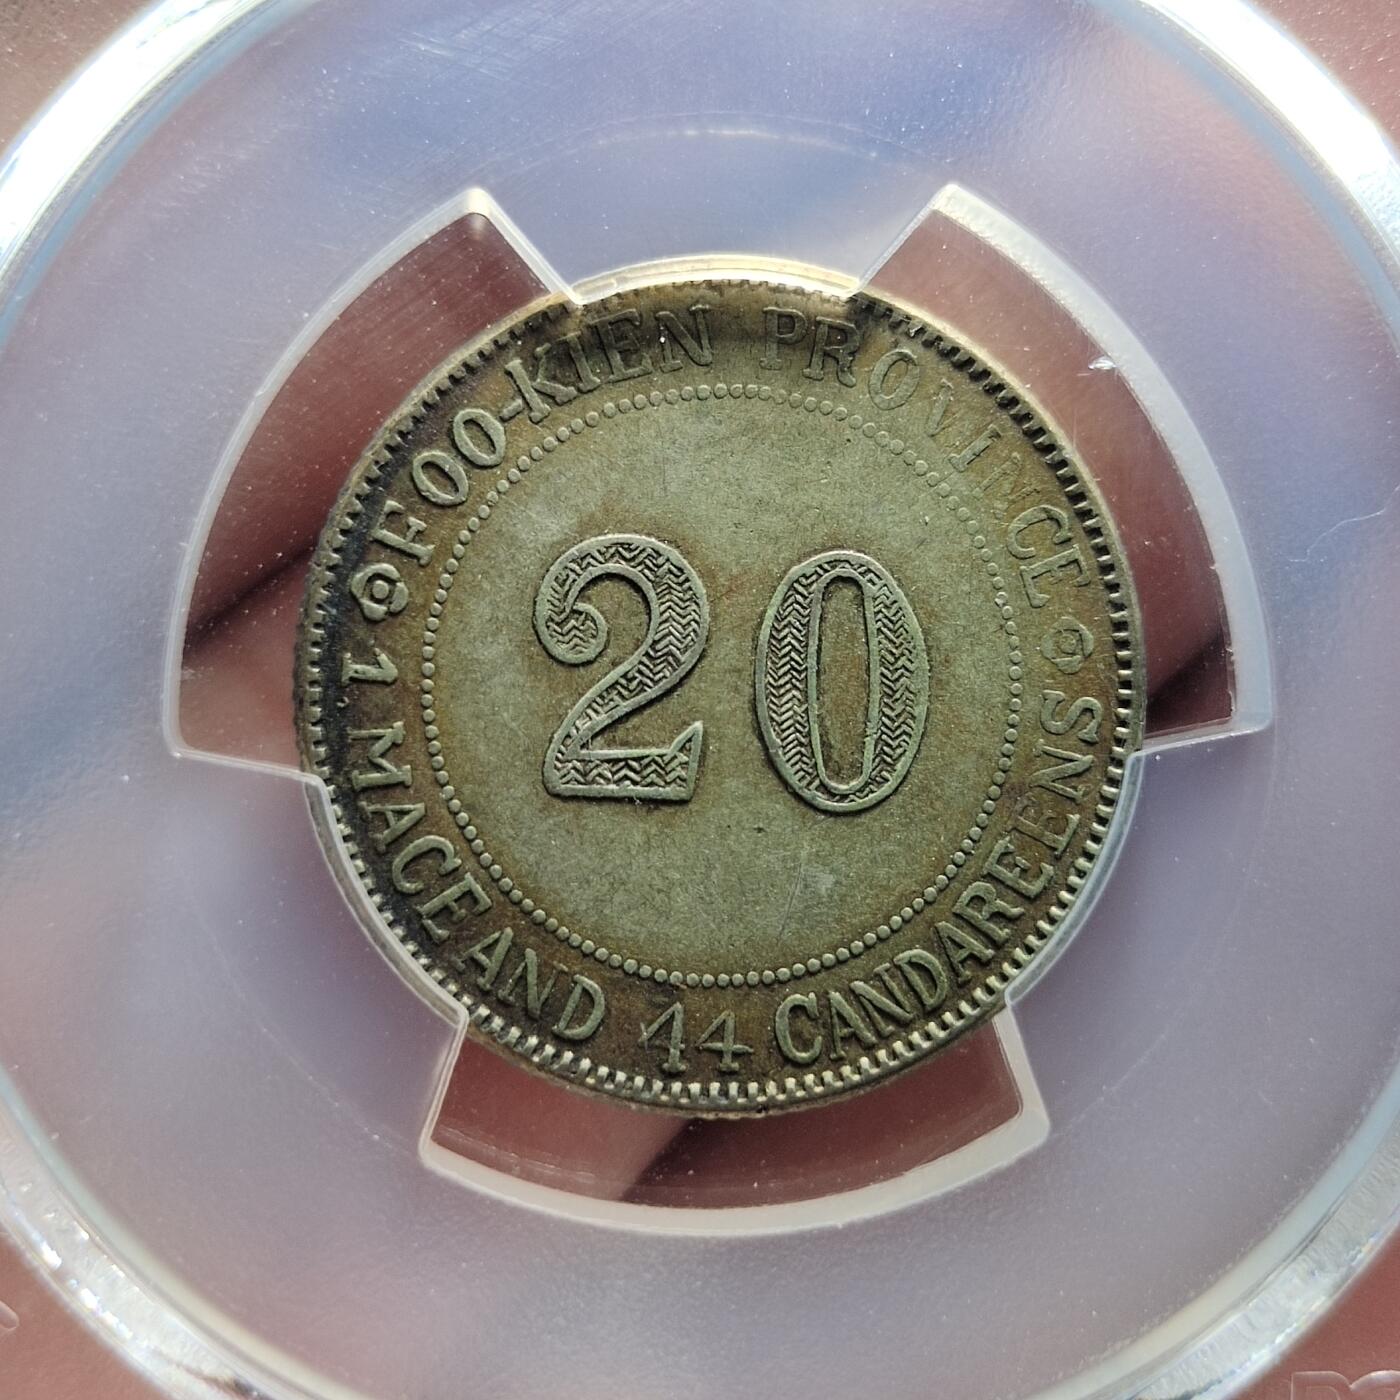 FOO-KIEN PROVINCE
20
1 MACE AND 44 CANDAREENS